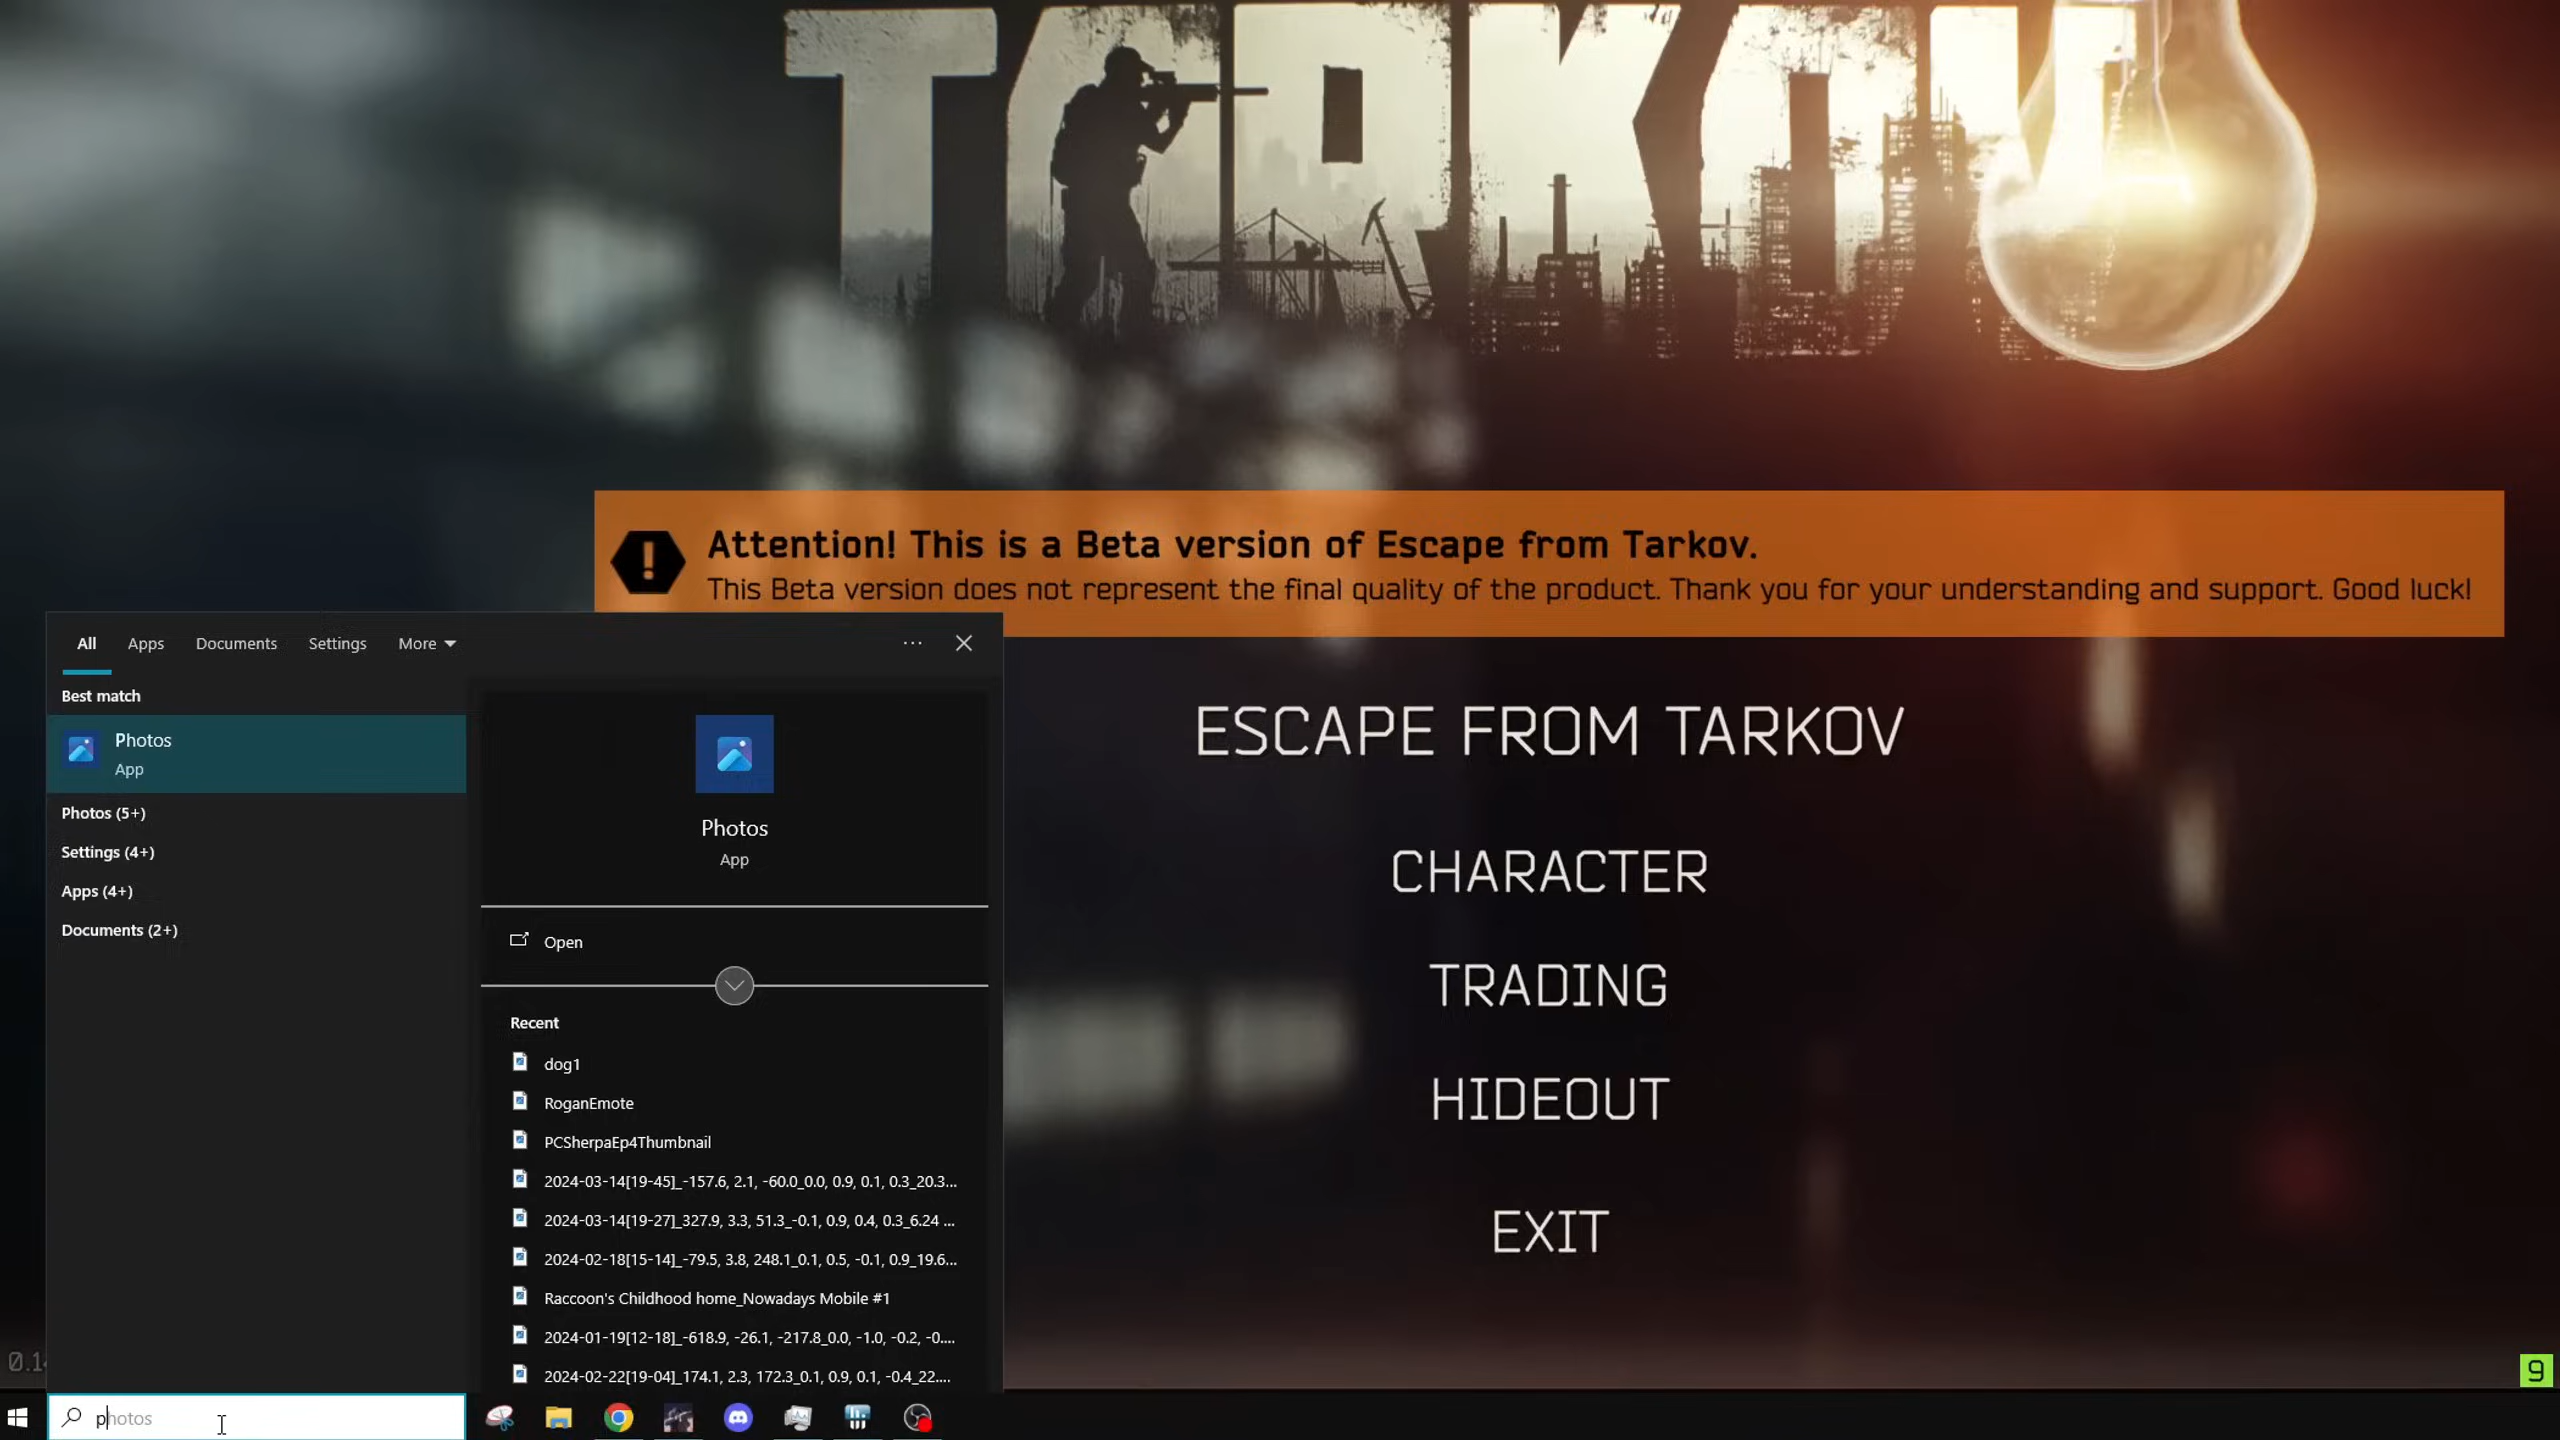 TARKOV
Attention! This is a Beta version of Escape from Tarkov.
This Beta version does not represent the final quality of the product. Thank you for your understanding and support. Good luck!
ESCAPE FROM TARKOV
CHARACTER
TRADING
HIDEOUT
EXIT
All Apps Documents Settings More
Best match
Photos
App
Photos (5+)
Settings (4+)
Apps (4+)
Documents (2+)
Photos
App
Open
Recent
dog1
RoganEmote
PCSherpaEp4Thumbnail
2024-03-14[19-45]_-157.6, 2.1, -60.0_0.0, 0.9, 0.1, 0.3_20.3...
2024-03-14[19-27]_327.9, 3.3, 51.3_-0.1, 0.9, 0.4, 0.3_6.24 ...
2024-02-18[15-14]_-79.5, 3.8, 248.1_0.1, 0.5, -0.1, 0.9_19.6...
Raccoon's Childhood home_Nowadays Mobile #1
2024-01-19[12-18]_-618.9, -26.1, -217.8_0.0, -1.0, -0.2, -0....
2024-02-22[19-04]_174.1, 2.3, 172.3_0.1, 0.9, 0.1, -0.4_22....
9
photos